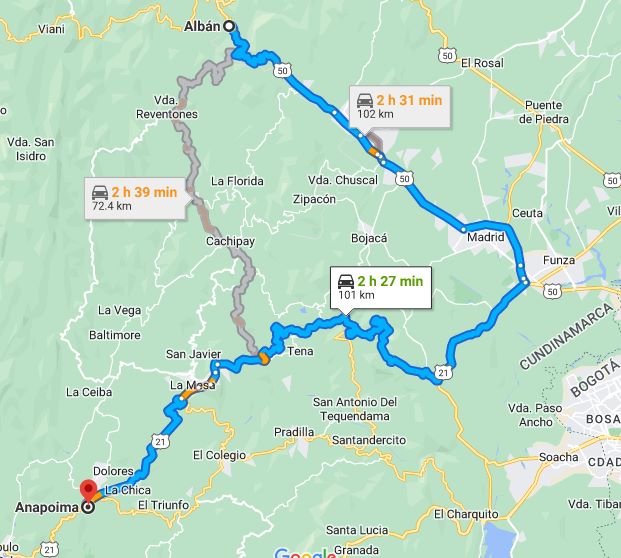 Albán
Viani
50
50
El Rosal
Vda.
Reventones
2 h 31 min
102 km
Puente
de Piedra
Vda. San
Isidro
2 h 39 min
72.4 km
La Florida
Vda. Chuscal
50
Zipacón
Ceuta
Cachipay
Bojacá
Madrid
Funza
2 h 27 min
101 km
50
50
La Vega
Baltimore
CUNDINAMARCA
BOGOTÁ
San Javier
Tena
21
La Ceiba
La Mesa
San Antonio Del
Tequendama
Vda. Paso
Ancho
BOSA
Pradilla
Santandercito
21
El Colegio
Soacha
CDAD
Dolores
La Chica
Anapoima
El Triunfo
El Charquito
Vda. Tibar
Santa Lucia
Google
Granada